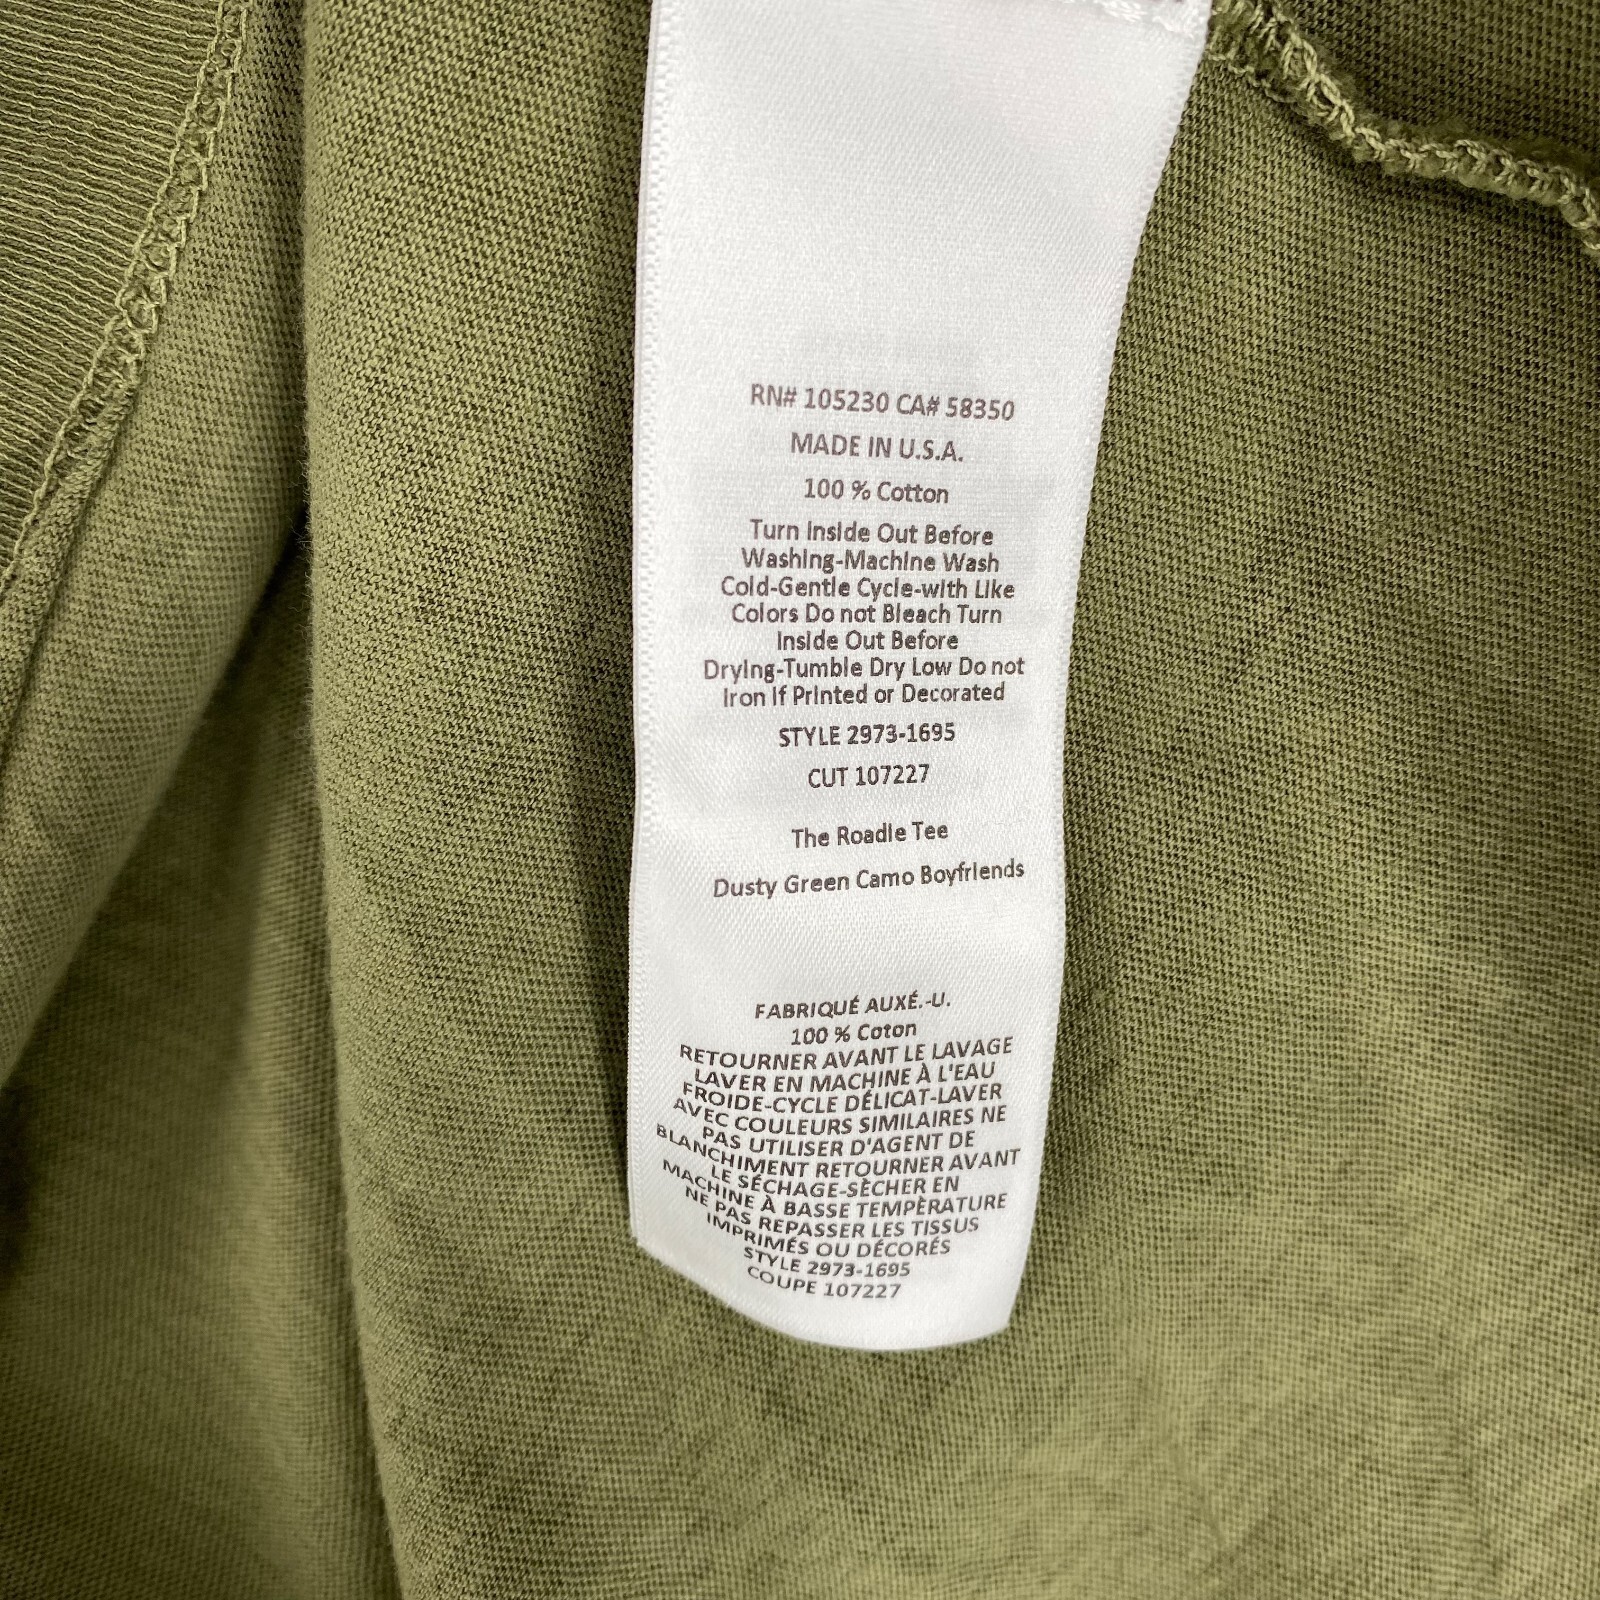 RN# 105230 CA# 58350
MADE IN U.S.A.
100 % Cotton
Turn Inside Out Before
Washing-Machine Wash
Cold-Gentle Cycle-with Like
Colors Do not Bleach Turn
Inside Out Before
Drying-Tumble Dry Low Do not
Iron If Printed or Decorated
STYLE 2973-1695
CUT 107227
The Roadie Tee
Dusty Green Camo Boyfriends
FABRIQUÉ AUXÉ.-U.
100 % Coton
RETOURNER AVANT LE LAVAGE
LAVER EN MACHINE À L'EAU
FROIDE-CYCLE DÉLICAT-LAVER
AVEC COULEURS SIMILAIRES NE
PAS UTILISER D'AGENT DE
BLANCHIMENT RETOURNER AVANT
LE SÉCHAGE-SÈCHER EN
MACHINE À BASSE TEMPÈRATURE
NE PAS REPASSER LES TISSUS
IMPRIMÉS OU DÉCORÉS
STYLE 2973-1695
COUPE 107227